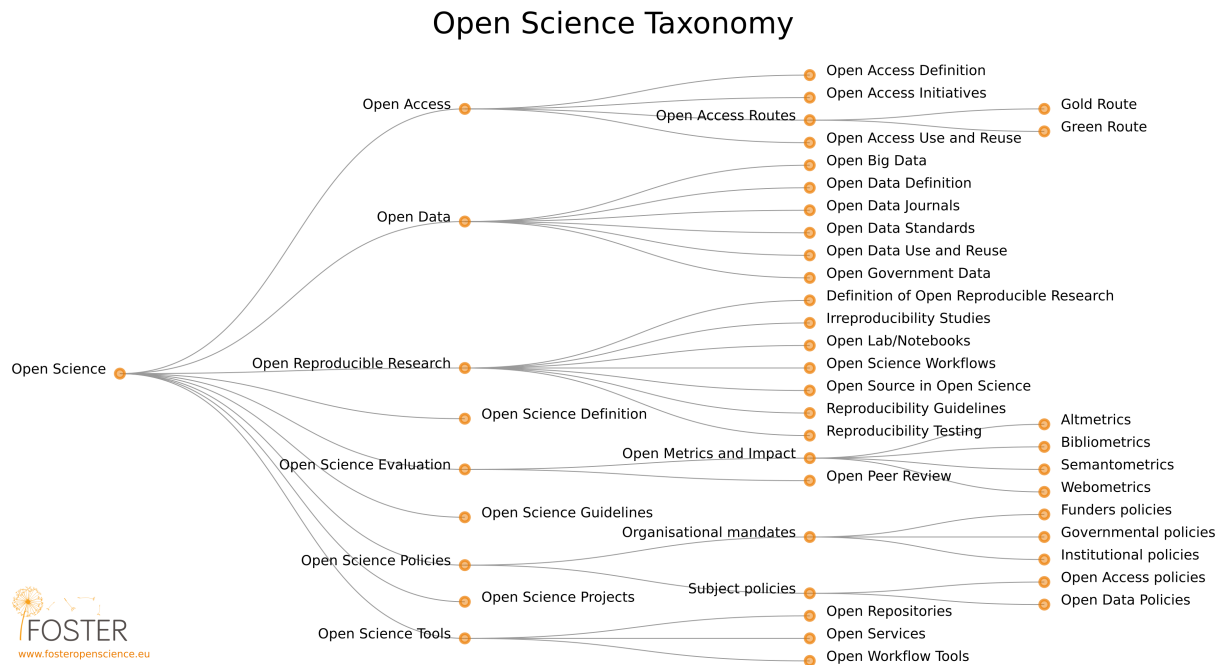 Open Science Taxonomy
Open Science
Open Access
Open Access Definition
Open Access Initiatives
Open Access Routes
Gold Route
Green Route
Open Access Use and Reuse
Open Data
Open Big Data
Open Data Definition
Open Data Journals
Open Data Standards
Open Data Use and Reuse
Open Government Data
Open Reproducible Research
Definition of Open Reproducible Research
Irreproducibility Studies
Open Lab/Notebooks
Open Science Workflows
Open Source in Open Science
Reproducibility Guidelines
Reproducibility Testing
Open Science Definition
Open Science Evaluation
Open Metrics and Impact
Altmetrics
Bibliometrics
Semantometrics
Webometrics
Open Peer Review
Open Science Guidelines
Open Science Policies
Organisational mandates
Funders policies
Governmental policies
Institutional policies
Subject policies
Open Access policies
Open Data Policies
Open Science Projects
Open Science Tools
Open Repositories
Open Services
Open Workflow Tools
FOSTER
www.fosteropenscience.eu